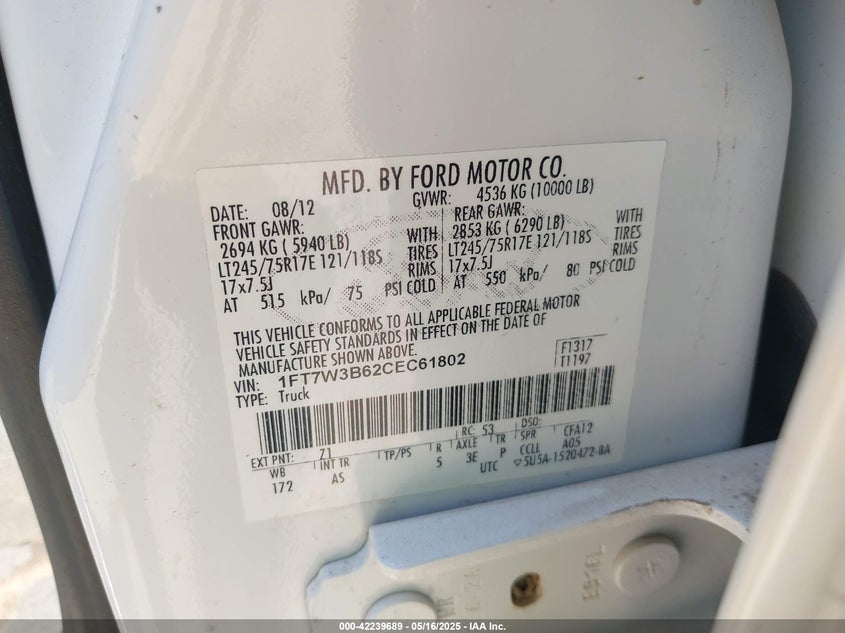 MFD. BY FORD MOTOR CO.
DATE: 08/12 GVWR: 4536 KG (10000 LB)
FRONT GAWR: REAR GAWR:
2694 KG ( 5940 LB) WITH 2853 KG ( 6290 LB) WITH
LT245/75R17E 121/118S TIRES LT245/75R17E 121/118S TIRES
17x7.5J RIMS 17x7.5J RIMS
AT 515 kPa/ 75 PSI COLD AT 550 kPa/ 80 PSI COLD
THIS VEHICLE CONFORMS TO ALL APPLICABLE FEDERAL MOTOR
VEHICLE SAFETY STANDARDS IN EFFECT ON THE DATE OF
MANUFACTURE SHOWN ABOVE.
VIN: 1FT7W3B62CEC61802 F1317
TYPE: Truck T1197
EXT PNT: Z1 RC: 53 DSO:
WB INT TR TP/PS R AXLE TR SPR CFA12
172 AS 5 3E P CCLL A05
UTC ▽5U5A-1520472-BA
000-42239689 - 05/16/2025 - IAA Inc.